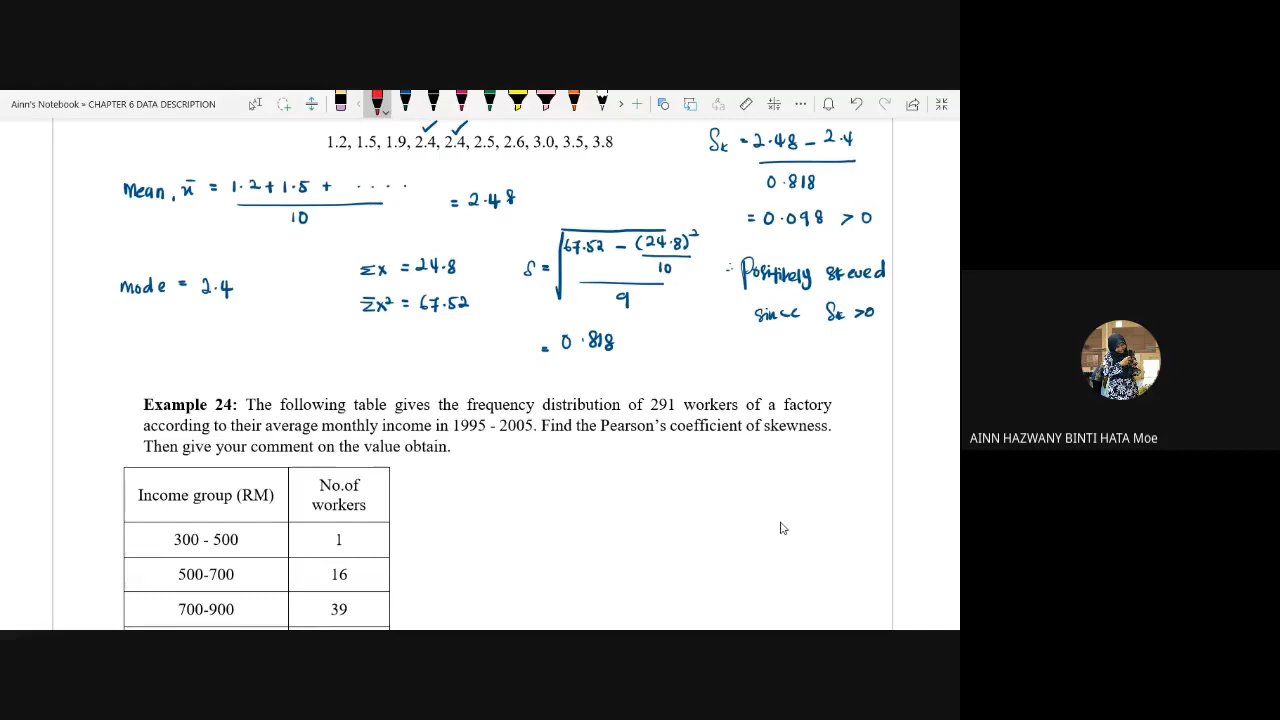 Ainn's Notebook » CHAPTER 6 DATA DESCRIPTION
1.2, 1.5, 1.9, 2.4, 2.4, 2.5, 2.6, 3.0, 3.5, 3.8
Mean, x̄ = 1.2 + 1.5 + . . . . / 10 = 2.48
mode = 2.4
Σx = 24.8
Σx² = 67.52
s = √((67.52 − (24.8)²/10) / 9)
= 0.818
Sk = 2.48 − 2.4 / 0.818
= 0.098 > 0
∴ Positively skewed
since Sk > 0
Example 24: The following table gives the frequency distribution of 291 workers of a factory
according to their average monthly income in 1995 - 2005. Find the Pearson's coefficient of skewness.
Then give your comment on the value obtain.
Income group (RM) No.of
workers
300 - 500 1
500-700 16
700-900 39
AINN HAZWANY BINTI HATA Moe